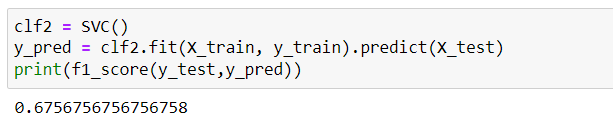 clf2 = SVC()
y_pred = clf2.fit(X_train, y_train).predict(X_test)
print(f1_score(y_test,y_pred))
0.6756756756756758